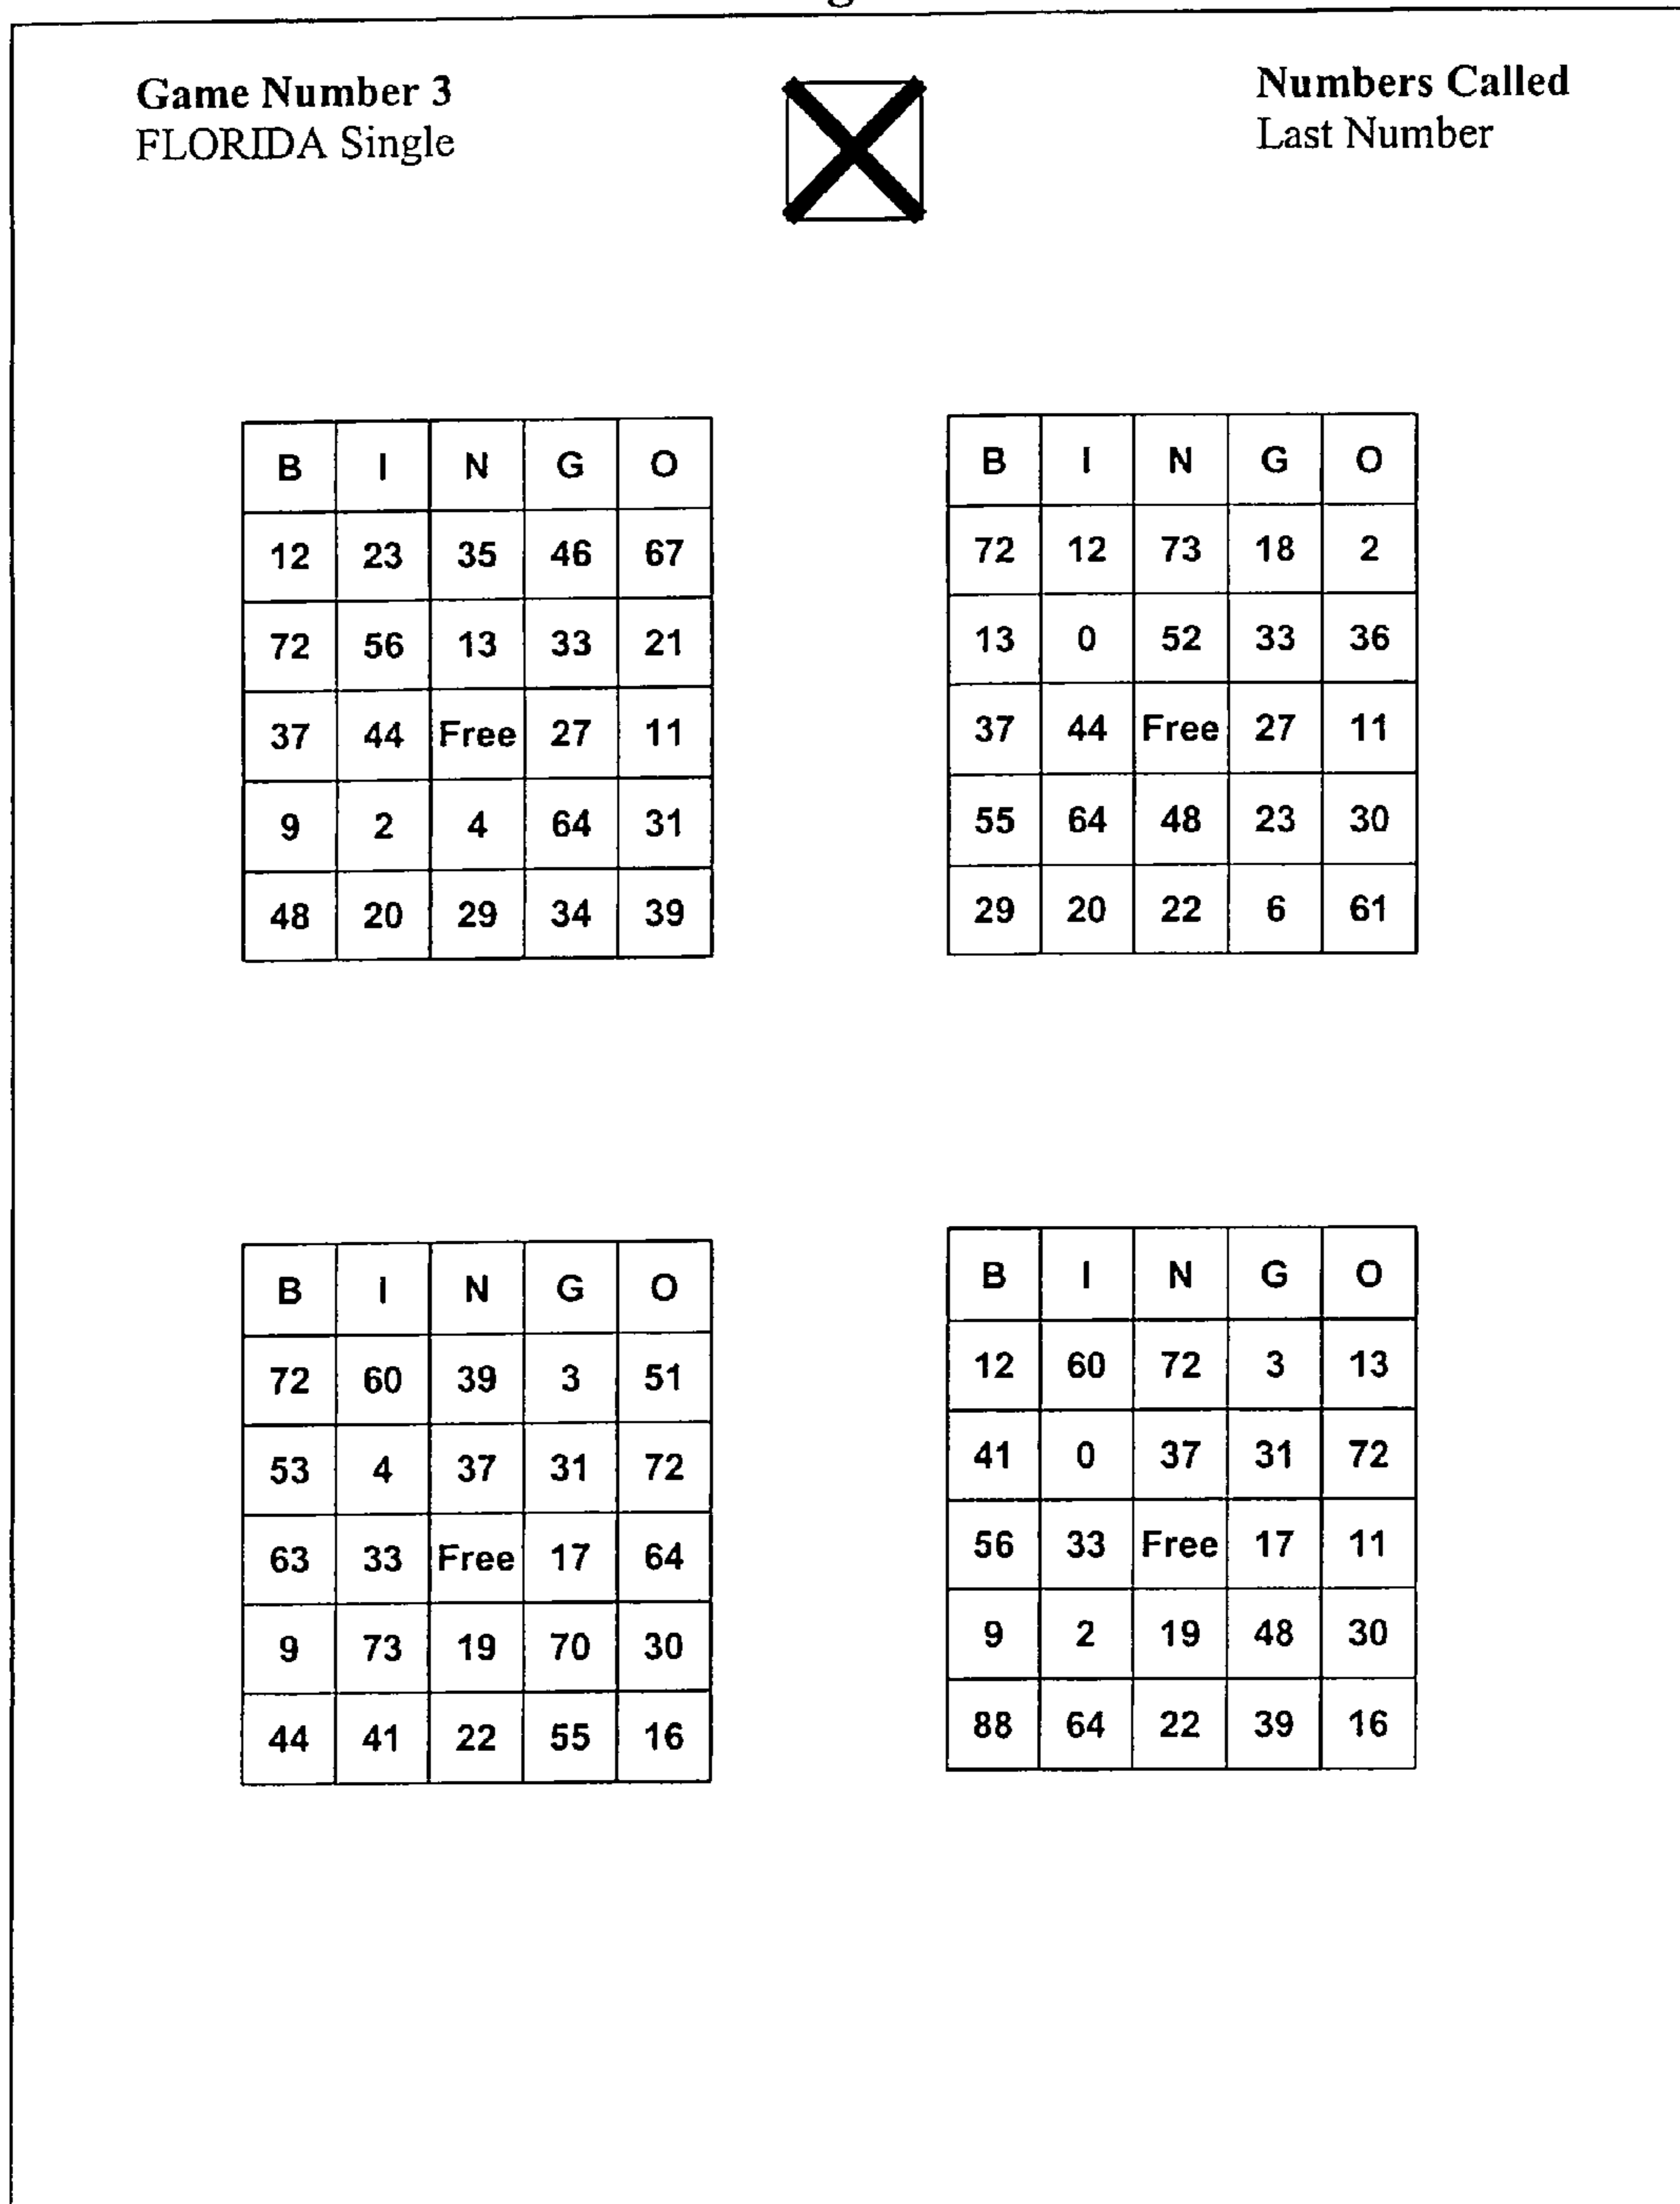 Game Number 3
FLORIDA Single
Numbers Called
Last Number
B I N G O
12 23 35 46 67
72 56 13 33 21
37 44 Free 27 11
9 2 4 64 31
48 20 29 34 39
B I N G O
72 12 73 18 2
13 0 52 33 36
37 44 Free 27 11
55 64 48 23 30
29 20 22 6 61
B I N G O
72 60 39 3 51
53 4 37 31 72
63 33 Free 17 64
9 73 19 70 30
44 41 22 55 16
B I N G O
12 60 72 3 13
41 0 37 31 72
56 33 Free 17 11
9 2 19 48 30
88 64 22 39 16